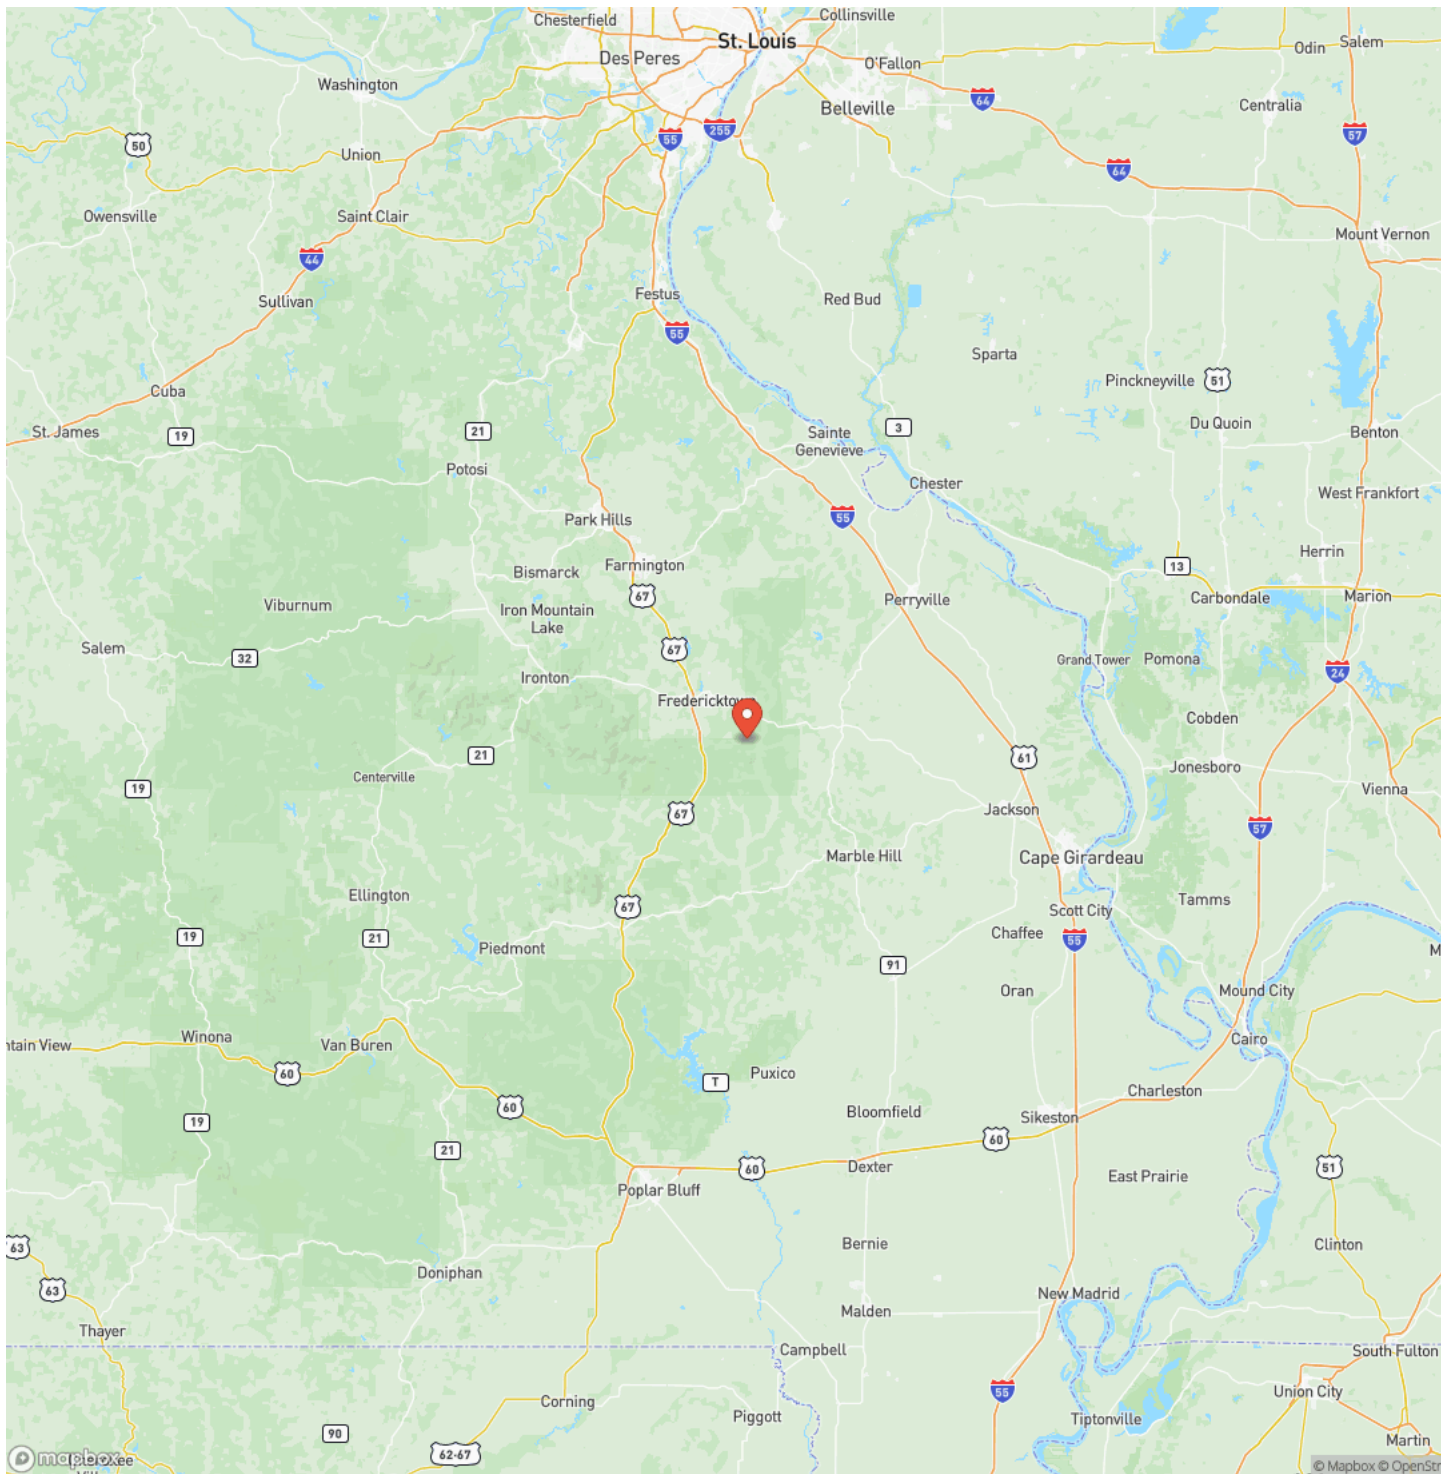 Chesterfield
Collinsville
St. Louis
Des Peres
O'Fallon
Odin
Salem
Washington
64
Belleville
Centralia
55
255
57
50
Union
64
Owensville
Saint Clair
Mount Vernon
44
Sullivan
Festus
Red Bud
55
Sparta
Pinckneyville
51
Cuba
St. James
19
21
Sainte
Genevieve
3
Du Quoin
Benton
Potosi
Chester
West Frankfort
Park Hills
55
Herrin
Farmington
Bismarck
13
67
Perryville
Carbondale
Marion
Viburnum
Iron Mountain
Lake
Salem
32
67
Grand Tower
Pomona
24
Ironton
Cobden
21
61
Jonesboro
Centerville
19
Vienna
67
Jackson
57
Marble Hill
Cape Girardeau
Ellington
67
Tamms
Scott City
19
21
Chaffee
55
Piedmont
M
91
Oran
Mound City
Winona
Van Buren
ntain View
Cairo
60
Puxico
T
Charleston
60
Bloomfield
Sikeston
19
60
21
60
Dexter
51
East Prairie
Poplar Bluff
63
Bernie
Clinton
Doniphan
63
New Madrid
Malden
Thayer
Campbell
South Fulton
55
Union City
Corning
Piggott
Tiptonville
90
62-67
Martin
mapbox
© Mapbox © OpenStr